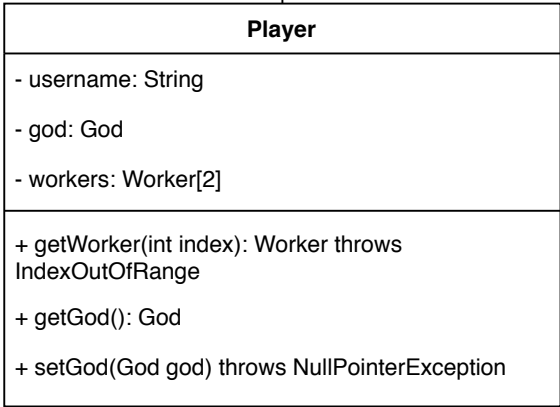 Player
- username: String
- god: God
- workers: Worker[2]
+ getWorker(int index): Worker throws
IndexOutOfRange
+ getGod(): God
+ setGod(God god) throws NullPointerException